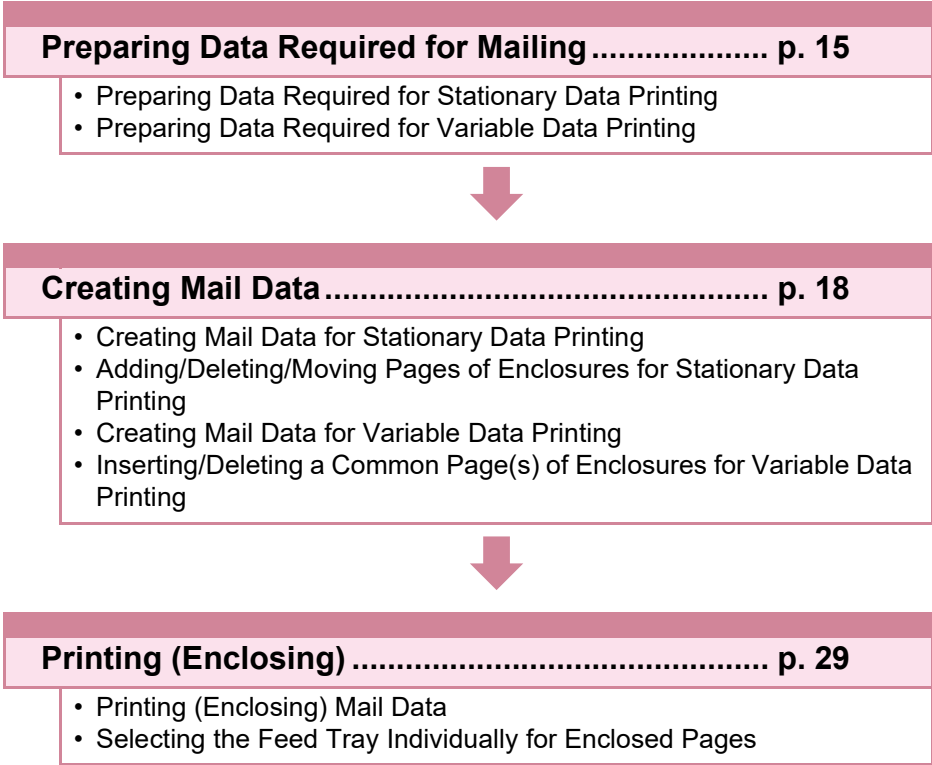 Preparing Data Required for Mailing.................... p. 15
• Preparing Data Required for Stationary Data Printing
• Preparing Data Required for Variable Data Printing
Creating Mail Data.................................................. p. 18
• Creating Mail Data for Stationary Data Printing
• Adding/Deleting/Moving Pages of Enclosures for Stationary Data
Printing
• Creating Mail Data for Variable Data Printing
• Inserting/Deleting a Common Page(s) of Enclosures for Variable Data
Printing
Printing (Enclosing)............................................... p. 29
• Printing (Enclosing) Mail Data
• Selecting the Feed Tray Individually for Enclosed Pages